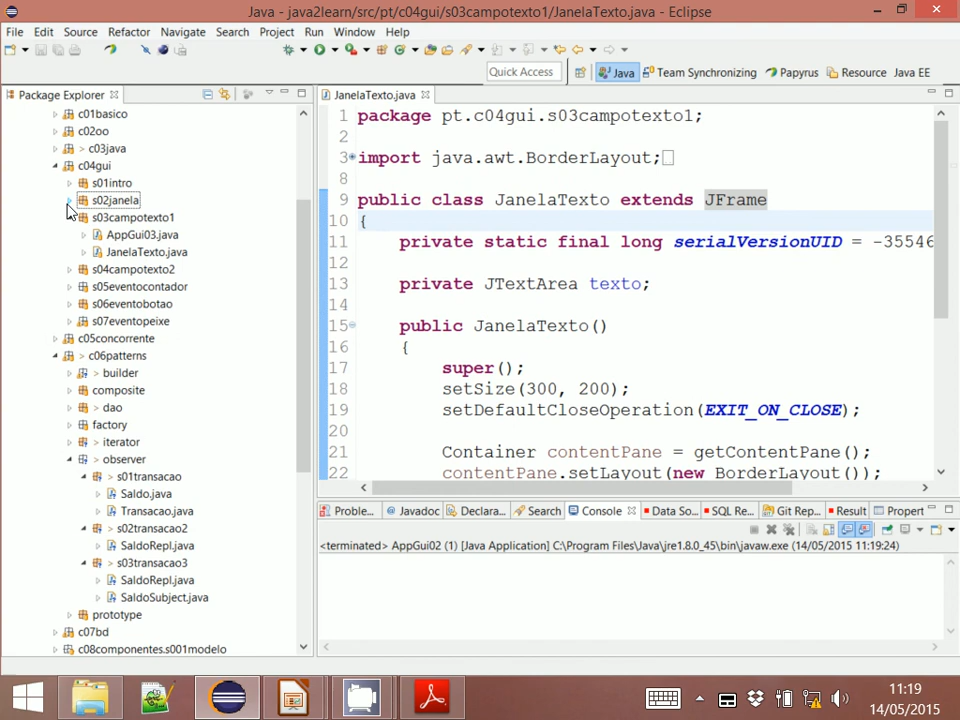 Java - java2learn/src/pt/c04gui/s03campotexto1/JanelaTexto.java - Eclipse
File Edit Source Refactor Navigate Search Project Run Window Help
Quick Access Java Team Synchronizing Papyrus Resource Java EE
Package Explorer
c01basico
c02oo
> c03java
c04gui
s01intro
s02janela
s03campotexto1
AppGui03.java
JanelaTexto.java
s04campotexto2
s05eventocontador
s06eventobotao
s07eventopeixe
c05concorrente
> c06patterns
> builder
composite
> dao
factory
> iterator
> observer
> s01transacao
Saldo.java
Transacao.java
> s02transacao2
SaldoRepl.java
> s03transacao3
SaldoRepl.java
SaldoSubject.java
prototype
c07bd
c08componentes.s001modelo
JanelaTexto.java
1 package pt.c04gui.s03campotexto1;
2
3 import java.awt.BorderLayout;
8
9 public class JanelaTexto extends JFrame
10 {
11 private static final long serialVersionUID = -35546
12
13 private JTextArea texto;
14
15 public JanelaTexto()
16 {
17 super();
18 setSize(300, 200);
19 setDefaultCloseOperation(EXIT_ON_CLOSE);
20
21 Container contentPane = getContentPane();
22 contentPane.setLayout(new BorderLayout());
Proble... Javadoc Declara... Search Console Data So... SQL Re... Git Rep... Result Propert
<terminated> AppGui02 (1) [Java Application] C:\Program Files\Java\jre1.8.0_45\bin\javaw.exe (14/05/2015 11:19:24)
11:19
14/05/2015